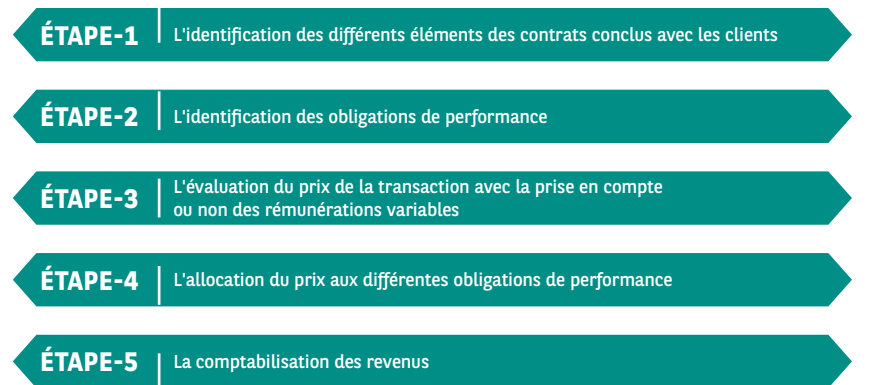 ÉTAPE-1 L'identification des différents éléments des contrats conclus avec les clients
ÉTAPE-2 L'identification des obligations de performance
ÉTAPE-3 L'évaluation du prix de la transaction avec la prise en compte
ou non des rémunérations variables
ÉTAPE-4 L'allocation du prix aux différentes obligations de performance
ÉTAPE-5 La comptabilisation des revenus